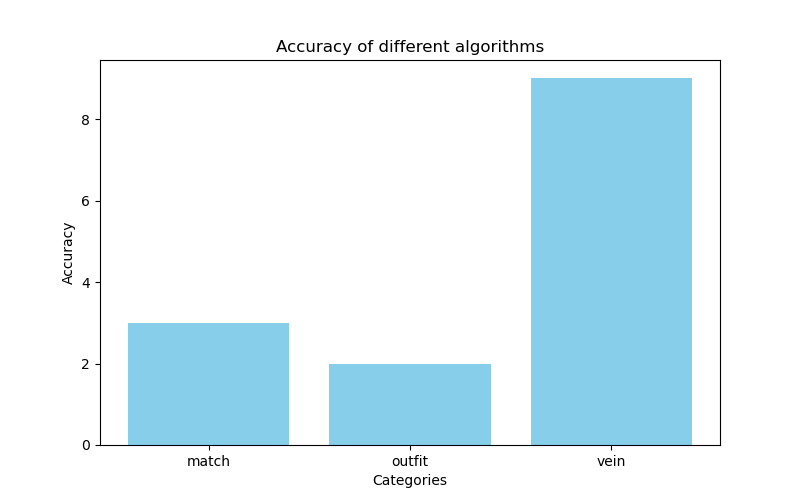 Accuracy of different algorithms
Accuracy
8
6
4
2
0
match outfit vein
Categories